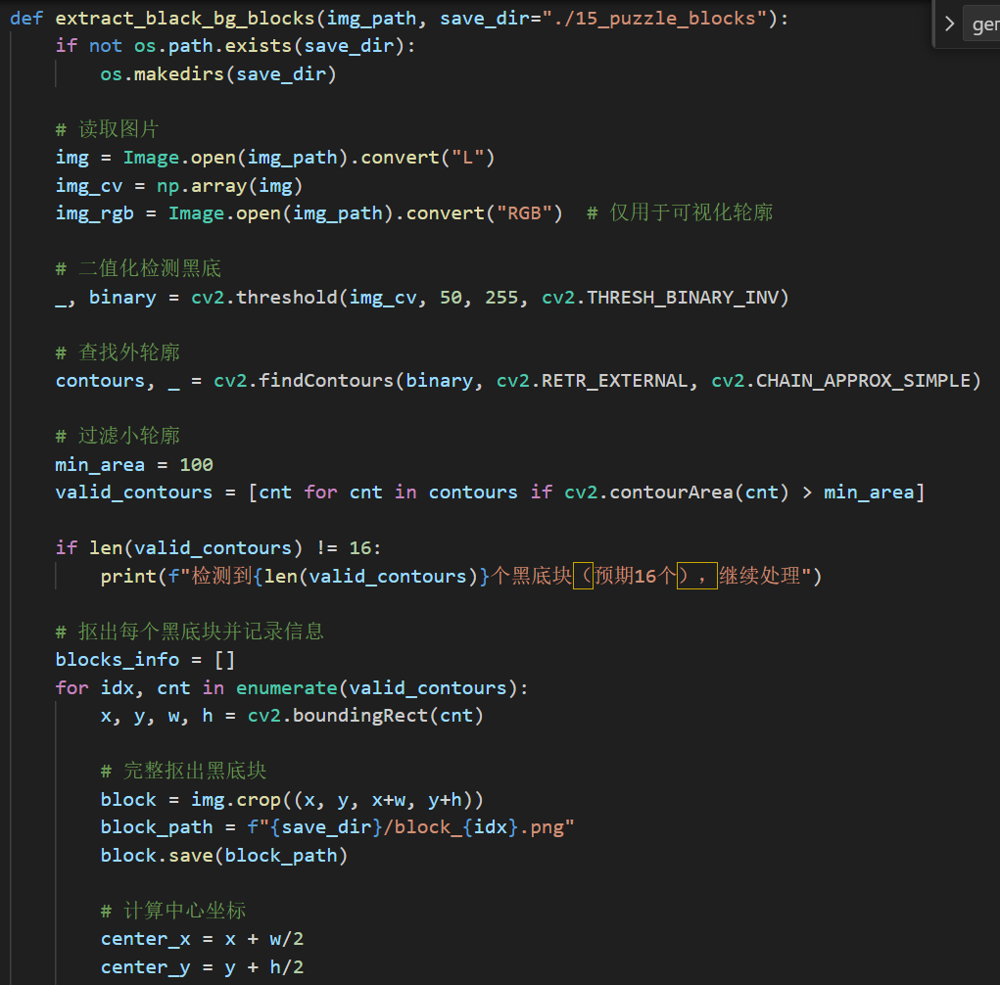 def extract_black_bg_blocks(img_path, save_dir="./15_puzzle_blocks"):
    if not os.path.exists(save_dir):
        os.makedirs(save_dir)
    # 读取图片
    img = Image.open(img_path).convert("L")
    img_cv = np.array(img)
    img_rgb = Image.open(img_path).convert("RGB")  # 仅用于可视化轮廓
    # 二值化检测黑底
    _, binary = cv2.threshold(img_cv, 50, 255, cv2.THRESH_BINARY_INV)
    # 查找外轮廓
    contours, _ = cv2.findContours(binary, cv2.RETR_EXTERNAL, cv2.CHAIN_APPROX_SIMPLE)
    # 过滤小轮廓
    min_area = 100
    valid_contours = [cnt for cnt in contours if cv2.contourArea(cnt) > min_area]
    if len(valid_contours) != 16:
        print(f"检测到{len(valid_contours)}个黑底块（预期16个），继续处理")
    # 抠出每个黑底块并记录信息
    blocks_info = []
    for idx, cnt in enumerate(valid_contours):
        x, y, w, h = cv2.boundingRect(cnt)
        # 完整抠出黑底块
        block = img.crop((x, y, x+w, y+h))
        block_path = f"{save_dir}/block_{idx}.png"
        block.save(block_path)
        # 计算中心坐标
        center_x = x + w/2
        center_y = y + h/2